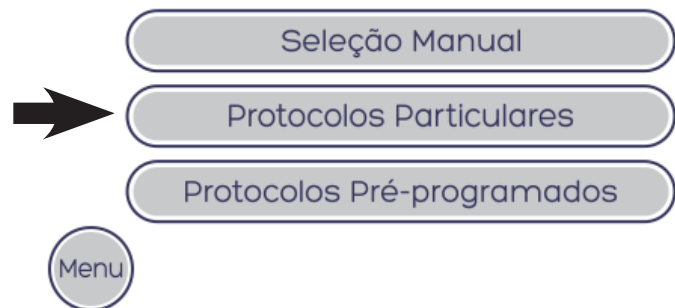 Seleção Manual
Protocolos Particulares
Protocolos Pré-programados
Menu